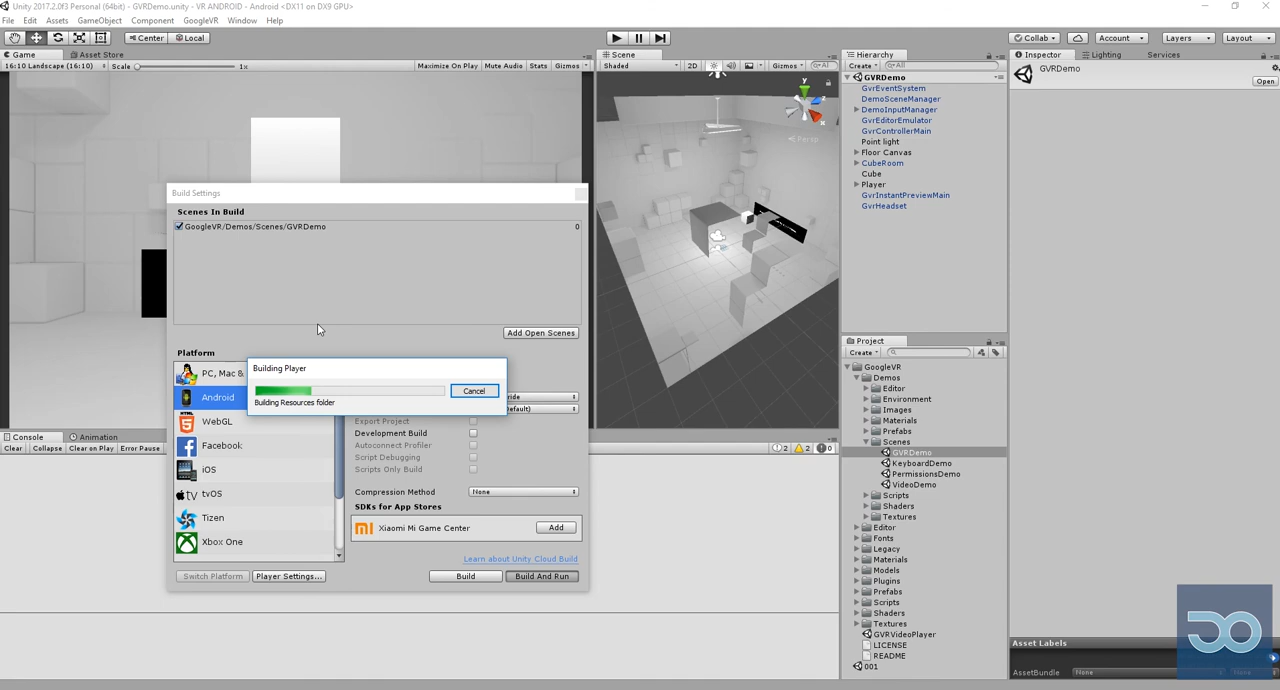 Unity 2017.2.0f3 Personal (64bit) - GVRDemo.unity - VR ANDROID - Android <DX11 on DX9 GPU>
File Edit Assets GameObject Component GoogleVR Window Help
Center Local Collab Account Layers Layout
Game Asset Store Scene Hierarchy Inspector Lighting Services
16:10 Landscape (16:10) Scale 1x Maximize On Play Mute Audio Stats Gizmos Shaded 2D Gizmos All Create All
GVRDemo
GVRDemo
Open
GvrEventSystem
DemoSceneManager
DemoInputManager
GvrEditorEmulator
GvrControllerMain
Point light
Floor Canvas
CubeRoom
Cube
Player
GvrInstantPreviewMain
GvrHeadset
y
x
Persp
Build Settings
Scenes In Build
GoogleVR/Demos/Scenes/GVRDemo 0
Add Open Scenes
Platform
PC, Mac &
Android
WebGL
Facebook
iOS
tvOS
Tizen
Xbox One
Building Player
Cancel
Building Resources folder
Export Project
Development Build
Autoconnect Profiler
Script Debugging
Scripts Only Build
Compression Method None
SDKs for App Stores
Xiaomi Mi Game Center Add
Learn about Unity Cloud Build
Switch Platform Player Settings... Build Build And Run
Console Animation
Clear Collapse Clear on Play Error Pause 2 2 0
Project
Create
GoogleVR
Demos
Editor
Environment
Images
Materials
Prefabs
Scenes
GVRDemo
KeyboardDemo
PermissionsDemo
VideoDemo
Scripts
Shaders
Textures
Editor
Fonts
Legacy
Materials
Models
Plugins
Prefabs
Scripts
Shaders
Textures
GVRVideoPlayer
LICENSE
README
001
Asset Labels
AssetBundle None None